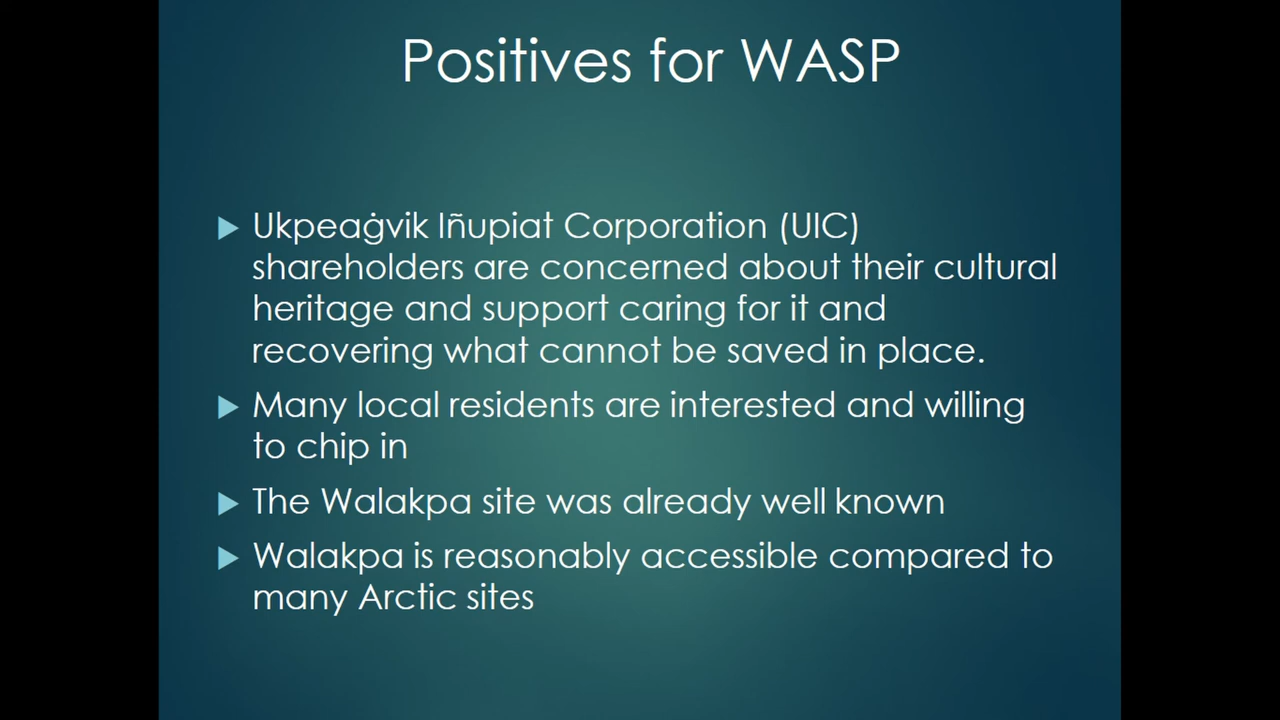 Positives for WASP
Ukpeaġvik Iñupiat Corporation (UIC)
shareholders are concerned about their cultural
heritage and support caring for it and
recovering what cannot be saved in place.
Many local residents are interested and willing
to chip in
The Walakpa site was already well known
Walakpa is reasonably accessible compared to
many Arctic sites